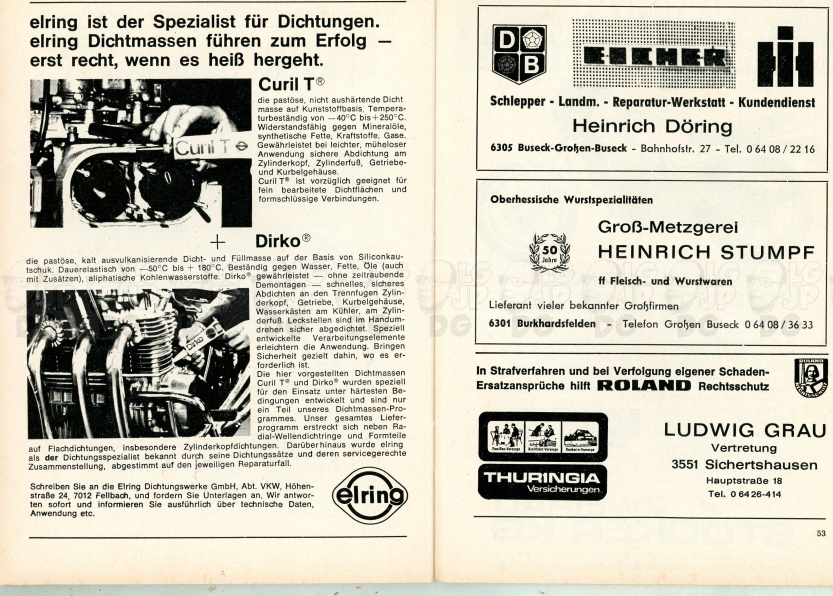 elring ist der Spezialist für Dichtungen.
elring Dichtmassen führen zum Erfolg —
erst recht, wenn es heiß hergeht.
Curil T®
die pastöse, nicht aushärtende Dicht
masse auf Kunststoffbasis, Tempera-
turbeständig von —40°C bis+250°C.
Widerstandsfähig gegen Mineralöle,
synthetische Fette, Kraftstoffe, Gase.
Gewährleistet bei leichter, müheloser
Anwendung sichere Abdichtung am
Zylinderkopf, Zylinderfuß, Getriebe-
und Kurbelgehäuse.
Curil T® ist vorzüglich geeignet für
fein bearbeitete Dichtflächen und
formschlüssige Verbindungen.
Curil T
+ Dirko®
die pastöse, kalt ausvulkanisierende Dicht- und Füllmasse auf der Basis von Siliconkau-
tschuk. Dauerelastisch von —50°C bis + 180°C. Beständig gegen Wasser, Fette, Öle (auch
mit Zusätzen), aliphatische Kohlenwasserstoffe. Dirko® gewährleistet — ohne zeitraubende
Demontagen — schnelles, sicheres
Abdichten an den Trennfugen Zylin-
derkopf, Getriebe, Kurbelgehäuse,
Wasserkästen am Kühler, am Zylin-
derfuß. Leckstellen sind im Handum-
drehen sicher abgedichtet. Speziell
entwickelte Verarbeitungselemente
erleichtern die Anwendung. Bringen
Sicherheit gezielt dahin, wo es er-
forderlich ist.
Die hier vorgestellten Dichtmassen
Curil T® und Dirko® wurden speziell
für den Einsatz unter härtesten Be-
dingungen entwickelt und sind nur
ein Teil unseres Dichtmassen-Pro-
grammes. Unser gesamtes Liefer-
programm erstreckt sich neben Ra-
dial-Wellendichtringe und Formteile
auf Flachdichtungen, insbesondere Zylinderkopfdichtungen. Darüberhinaus wurde elring
als der Dichtungsspezialist bekannt durch seine Dichtungssätze und deren servicegerechte
Zusammenstellung, abgestimmt auf den jeweiligen Reparaturfall.
Dirko
Schreiben Sie an die Elring Dichtungswerke GmbH, Abt. VKW, Höhen-
straße 24, 7012 Fellbach, und fordern Sie Unterlagen an. Wir antwor-
ten sofort und informieren Sie ausführlich über technische Daten,
Anwendung etc.
elring
D B
EICHER
Schlepper - Landm. - Reparatur-Werkstatt - Kundendienst
Heinrich Döring
6305 Buseck-Großen-Buseck - Bahnhofstr. 27 - Tel. 0 64 08 / 22 16
Oberhessische Wurstspezialitäten
50
Jahre
Groß-Metzgerei
HEINRICH STUMPF
ff Fleisch- und Wurstwaren
Lieferant vieler bekannter Großfirmen
6301 Burkhardsfelden - Telefon Großen Buseck 0 64 08 / 36 33
In Strafverfahren und bei Verfolgung eigener Schaden-
Ersatzansprüche hilft ROLAND Rechtsschutz
ROLAND
Familien-Vorsorge Kraftfahrt-Vorsorge
THURINGIA
Versicherungen
LUDWIG GRAU
Vertretung
3551 Sichertshausen
Hauptstraße 18
Tel. 0 64 26-414
53